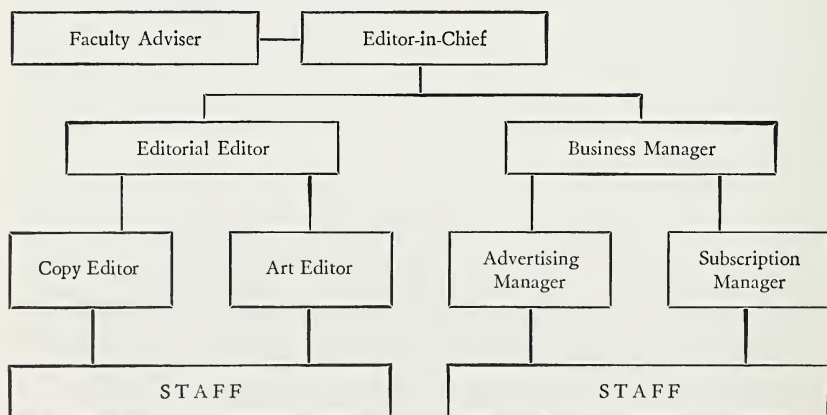 Faculty Adviser
Editor-in-Chief
Editorial Editor
Business Manager
Copy Editor
Art Editor
Advertising
Manager
Subscription
Manager
STAFF
STAFF